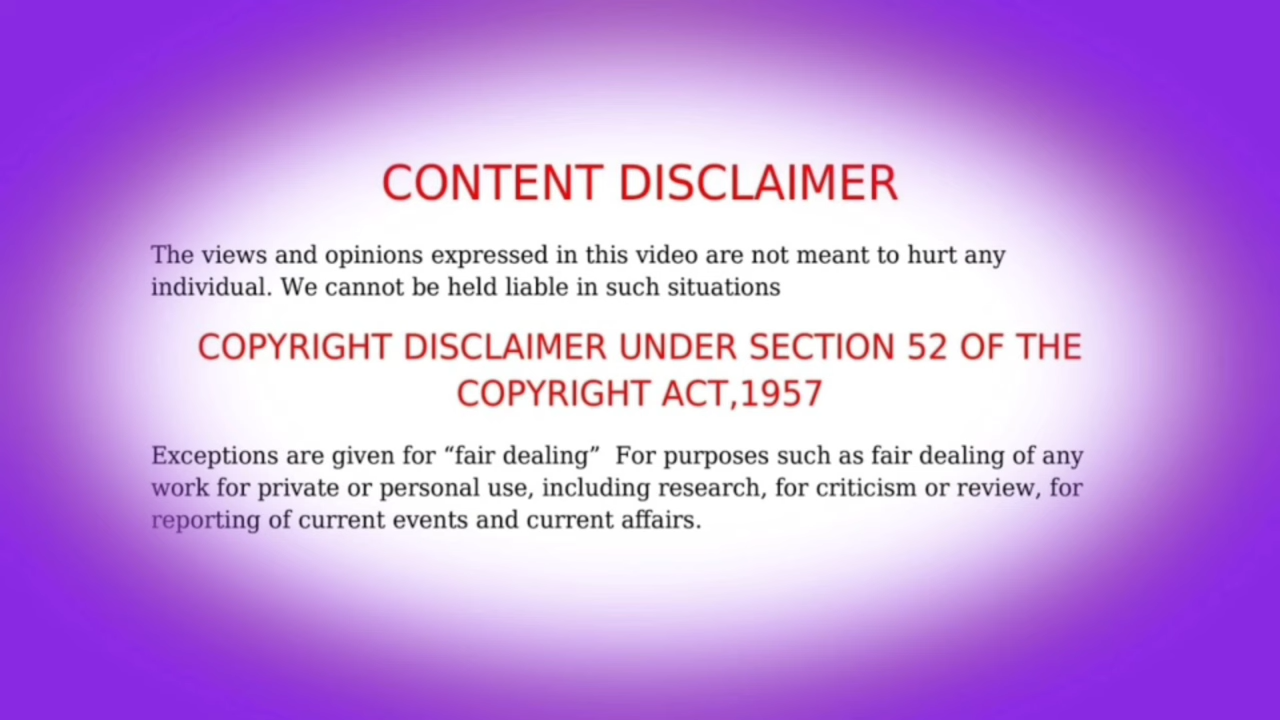 CONTENT DISCLAIMER
The views and opinions expressed in this video are not meant to hurt any
individual. We cannot be held liable in such situations
COPYRIGHT DISCLAIMER UNDER SECTION 52 OF THE
COPYRIGHT ACT,1957
Exceptions are given for “fair dealing”  For purposes such as fair dealing of any
work for private or personal use, including research, for criticism or review, for
reporting of current events and current affairs.